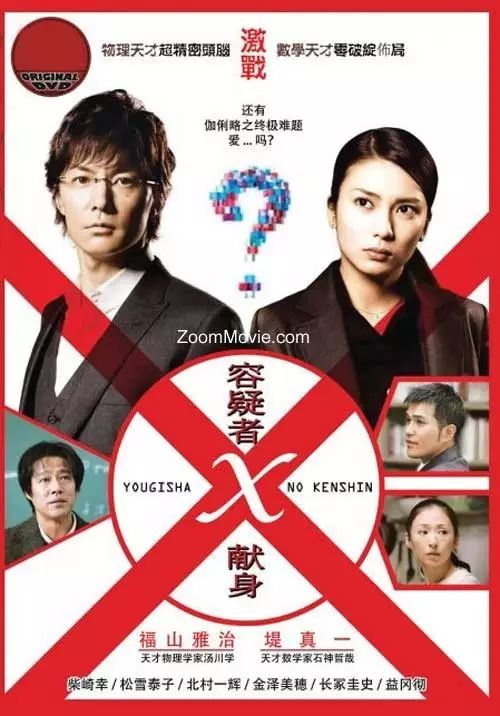 ORIGINAL
DVD
物理天才超精密頭腦
激戰
數學天才零破綻佈局
还有
伽俐略之终极难题
爱...吗?
ZoomMovie.com
容疑者
YOUGISHA X NO KENSHIN
献身
福山雅治 堤真一
天才物理学家汤川学 天才数学家石神哲哉
柴崎幸/松雪泰子/北村一辉/金泽美穗/长冢圭史/益冈彻